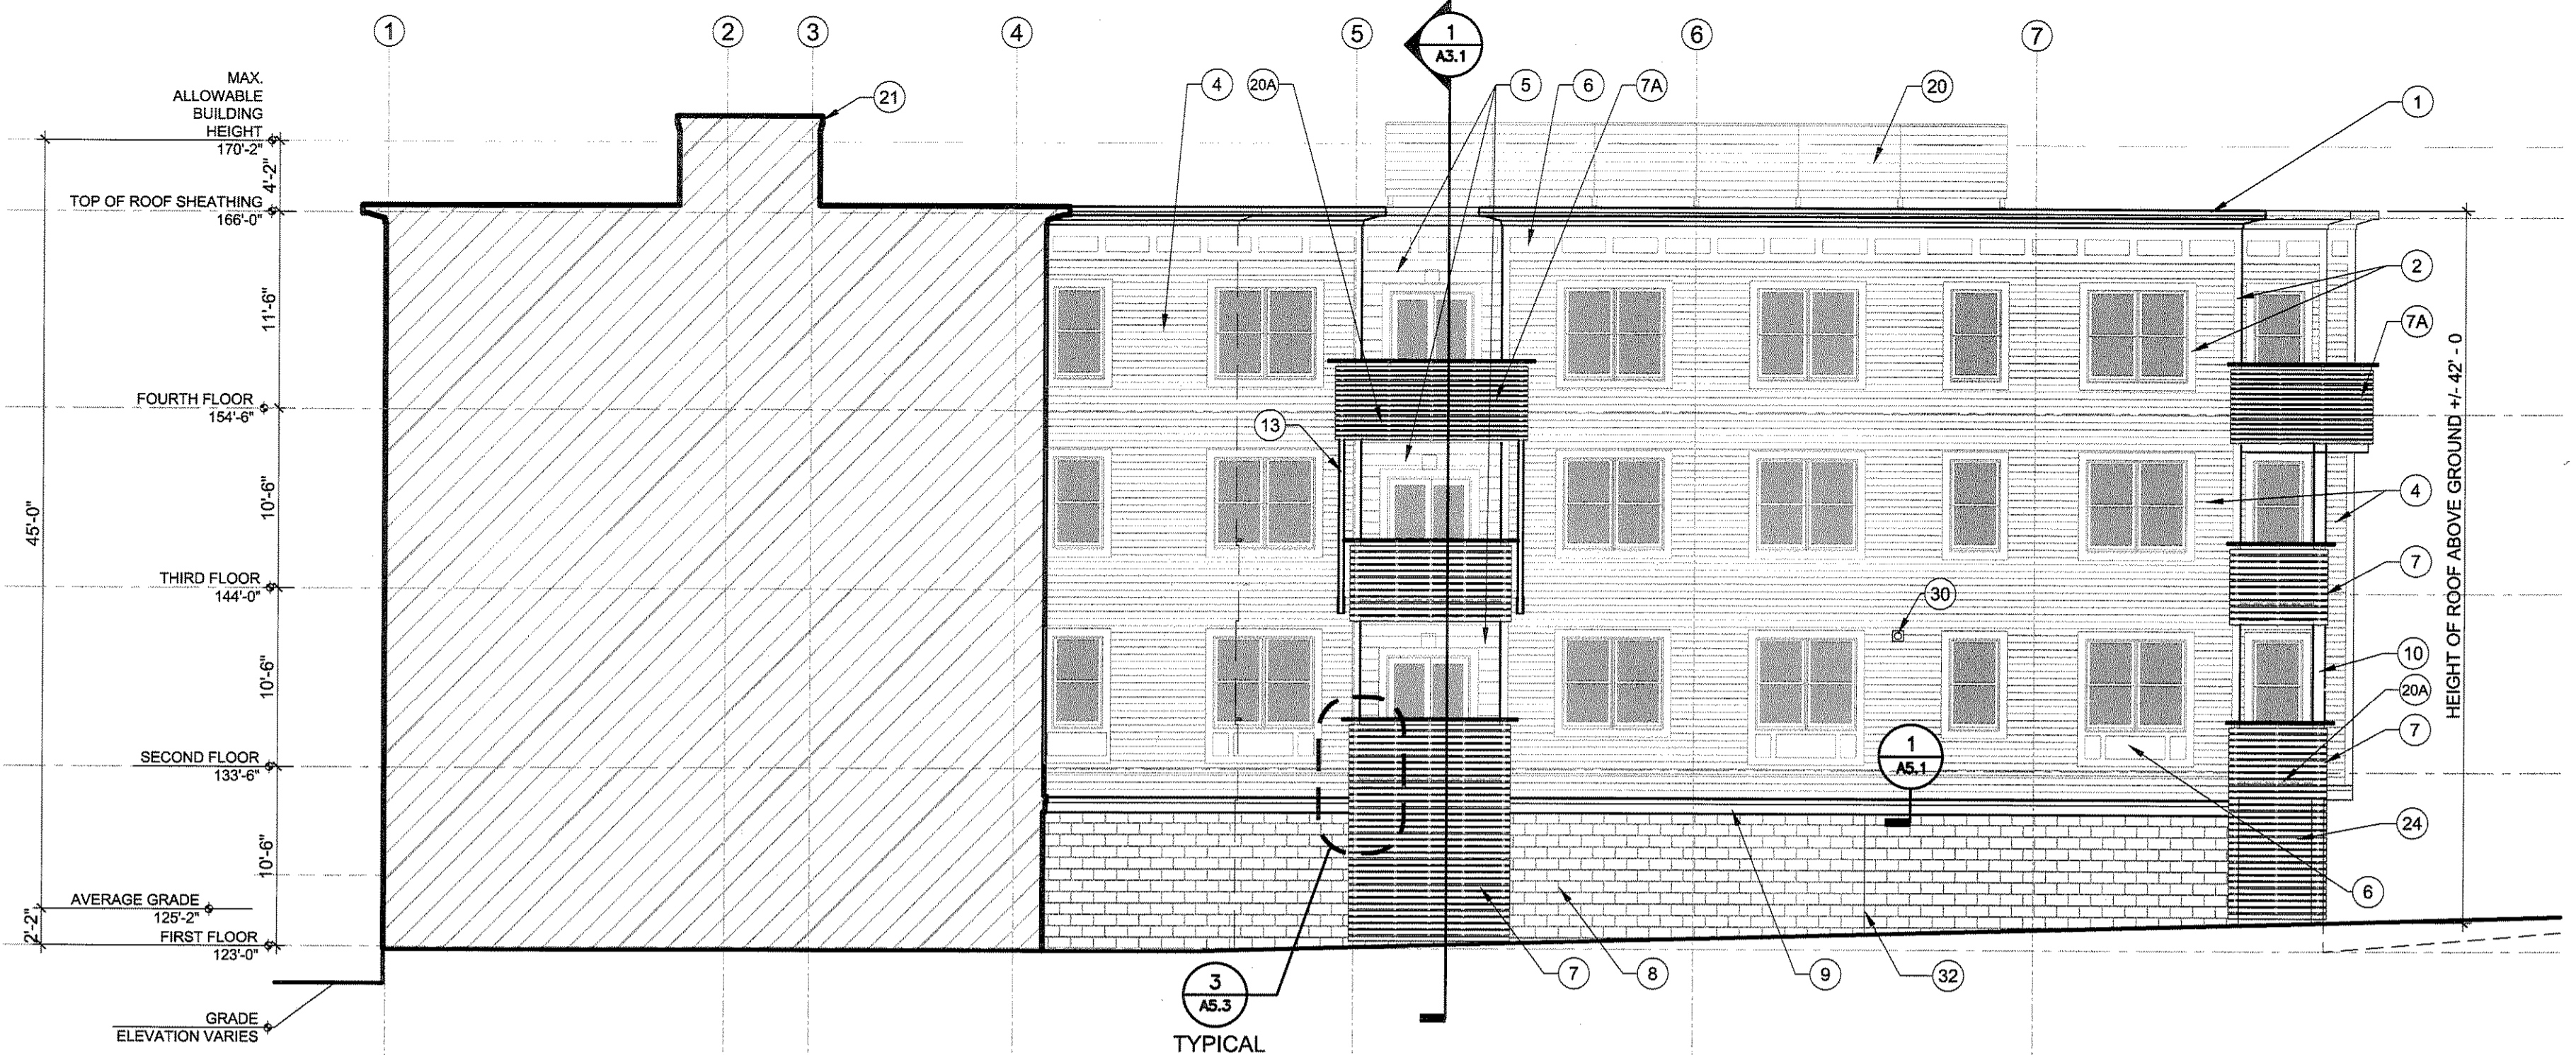 1
2
3
4
5
1
A3.1
6
7
MAX.
ALLOWABLE
BUILDING
HEIGHT
170'-2"
4'-2"
TOP OF ROOF SHEATHING
166'-0"
11'-6"
FOURTH FLOOR
154'-6"
10'-6"
45'-0"
THIRD FLOOR
144'-0"
10'-6"
SECOND FLOOR
133'-6"
10'-6"
AVERAGE GRADE
125'-2"
2'-2"
FIRST FLOOR
123'-0"
GRADE
ELEVATION VARIES
21
4
20A
5
6
7A
20
1
2
7A
13
4
HEIGHT OF ROOF ABOVE GROUND +/- 42' - 0
7
30
10
20A
7
1
A5.1
24
6
3
A5.3
TYPICAL
7
8
9
32